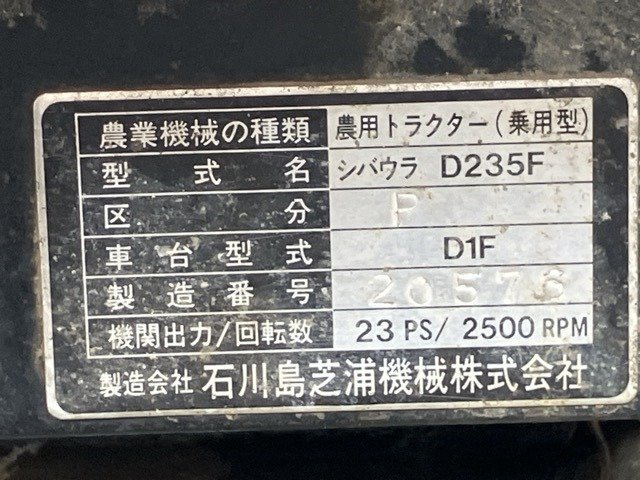 農業機械の種類 農用トラクター(乗用型)
型式名 シバウラ D235F
区分 P
車台型式 D1F
製造番号 20576
機関出力/回転数 23 PS/ 2500 RPM
製造会社 石川島芝浦機械株式会社